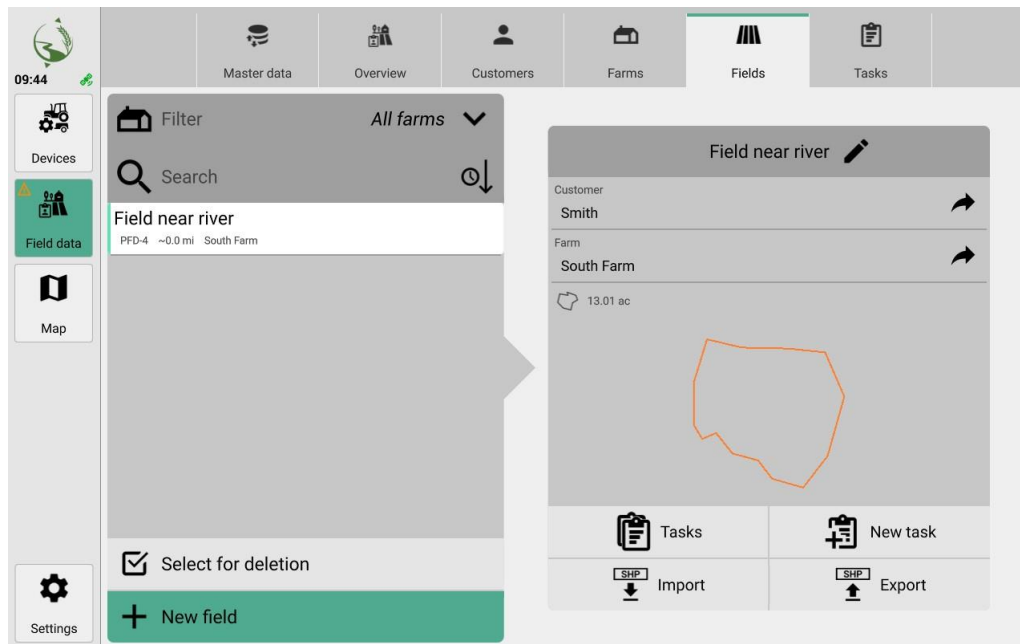 09:44
Master data
Overview
Customers
Farms
Fields
Tasks
Devices
Field data
Map
Settings
Filter
All farms
Search
Field near river
PFD-4 ~0.0 mi South Farm
Select for deletion
New field
Field near river
Customer
Smith
Farm
South Farm
13.01 ac
Tasks
New task
SHP
Import
SHP
Export